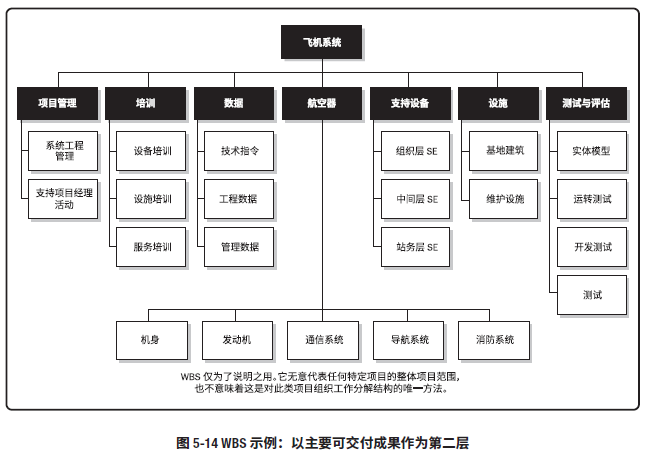 飞机系统
项目管理
培训
数据
航空器
支持设备
设施
测试与评估
系统工程
管理
设备培训
技术指令
组织层 SE
基地建筑
实体模型
支持项目经理
活动
设施培训
工程数据
中间层 SE
维护设施
运转测试
服务培训
管理数据
站务层 SE
开发测试
测试
机身
发动机
通信系统
导航系统
消防系统
WBS 仅为了说明之用。它无意代表任何特定项目的整体项目范围，
也不意味着这是对此类项目组织工作分解结构的唯一方法。
图 5-14 WBS 示例：以主要可交付成果作为第二层